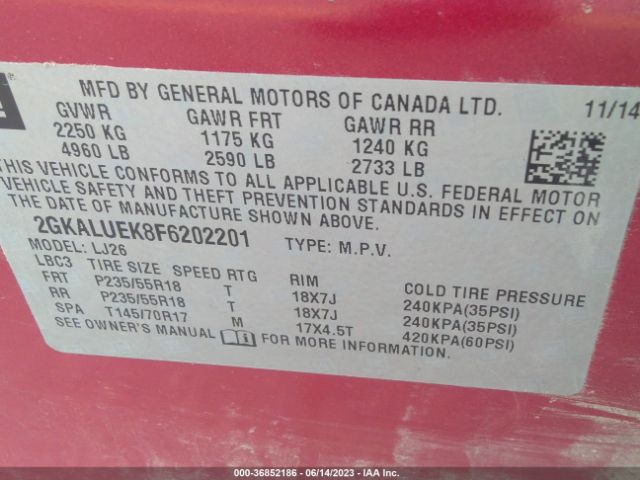 MFD BY GENERAL MOTORS OF CANADA LTD. 11/14
GVWR GAWR FRT GAWR RR
2250 KG 1175 KG 1240 KG
4960 LB 2590 LB 2733 LB
THIS VEHICLE CONFORMS TO ALL APPLICABLE U.S. FEDERAL MOTOR
VEHICLE SAFETY AND THEFT PREVENTION STANDARDS IN EFFECT ON
THE DATE OF MANUFACTURE SHOWN ABOVE.
2GKALUEK8F6202201 TYPE: M.P.V.
MODEL: LJ26
LBC3 TIRE SIZE SPEED RTG RIM COLD TIRE PRESSURE
FRT P235/55R18 T 18X7J 240KPA(35PSI)
RR P235/55R18 T 18X7J 240KPA(35PSI)
SPA T145/70R17 M 17X4.5T 420KPA(60PSI)
SEE OWNER'S MANUAL FOR MORE INFORMATION.
000-36852186 - 06/14/2023 - IAA Inc.